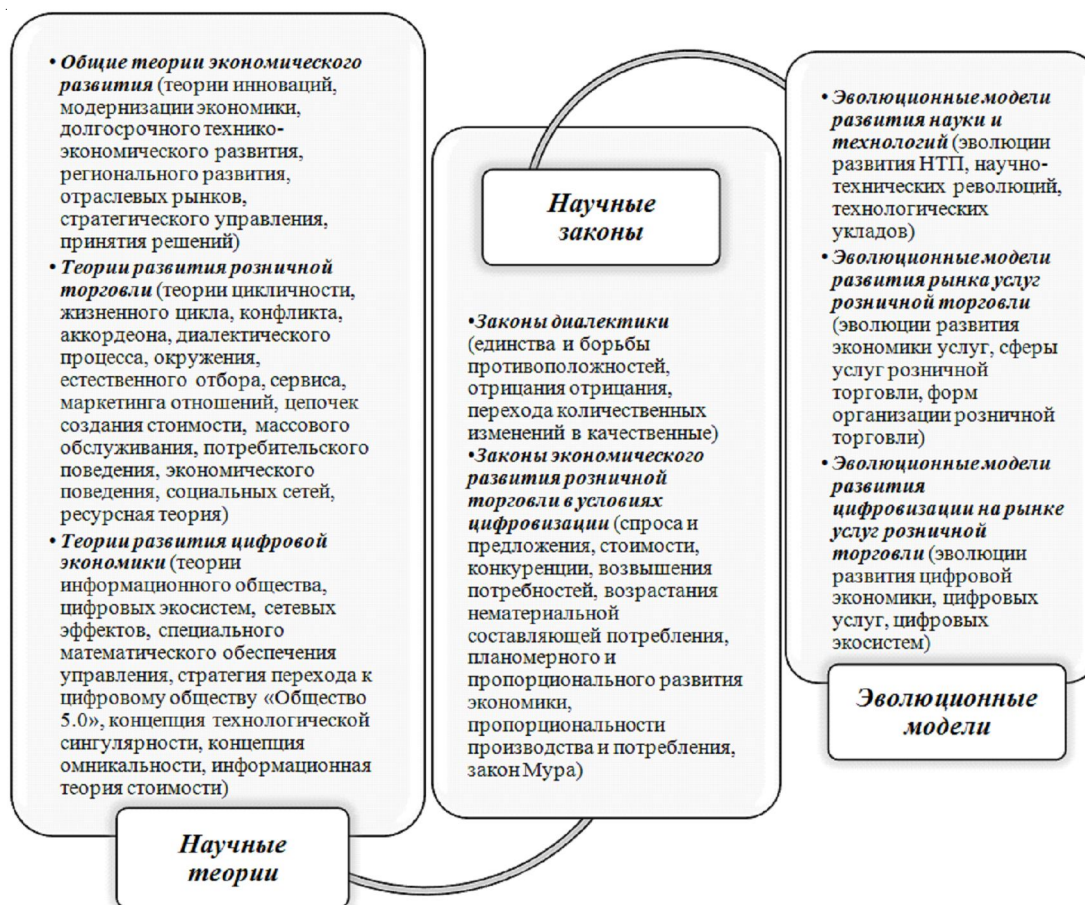 • Общие теории экономического
развития (теории инноваций,
модернизации экономики,
долгосрочного технико-
экономического развития,
регионального развития,
отраслевых рынков,
стратегического управления,
принятия решений)
• Теории развития розничной
торговли (теории цикличности,
жизненного цикла, конфликта,
аккордеона, диалектического
процесса, окружения,
естественного отбора, сервиса,
маркетинга отношений, цепочек
создания стоимости, массового
обслуживания, потребительского
поведения, экономического
поведения, социальных сетей,
ресурсная теория)
• Теории развития цифровой
экономики (теории
информационного общества,
цифровых экосистем, сетевых
эффектов, специального
математического обеспечения
управления, стратегия перехода к
цифровому обществу «Общество
5.0», концепция технологической
сингулярности, концепция
омникальности, информационная
теория стоимости)
Научные
теории
Научные
законы
•Законы диалектики
(единства и борьбы
противоположностей,
отрицания отрицания,
перехода количественных
изменений в качественные)
•Законы экономического
развития розничной
торговли в условиях
цифровизации (спроса и
предложения, стоимости,
конкуренции, возвышения
потребностей, возрастания
нематериальной
составляющей потребления,
планомерного и
пропорционального развития
экономики,
пропорциональности
производства и потребления,
закон Мура)
• Эволюционные модели
развития науки и
технологий (эволюции
развития НТП, научно-
технических революций,
технологических
укладов)
• Эволюционные модели
развития рынка услуг
розничной торговли
(эволюции развития
экономики услуг, сферы
услуг розничной
торговли, форм
организации розничной
торговли)
• Эволюционные модели
развития
цифровизации на рынке
услуг розничной
торговли (эволюции
развития цифровой
экономики, цифровых
услуг, цифровых
экосистем)
Эволюционные
модели